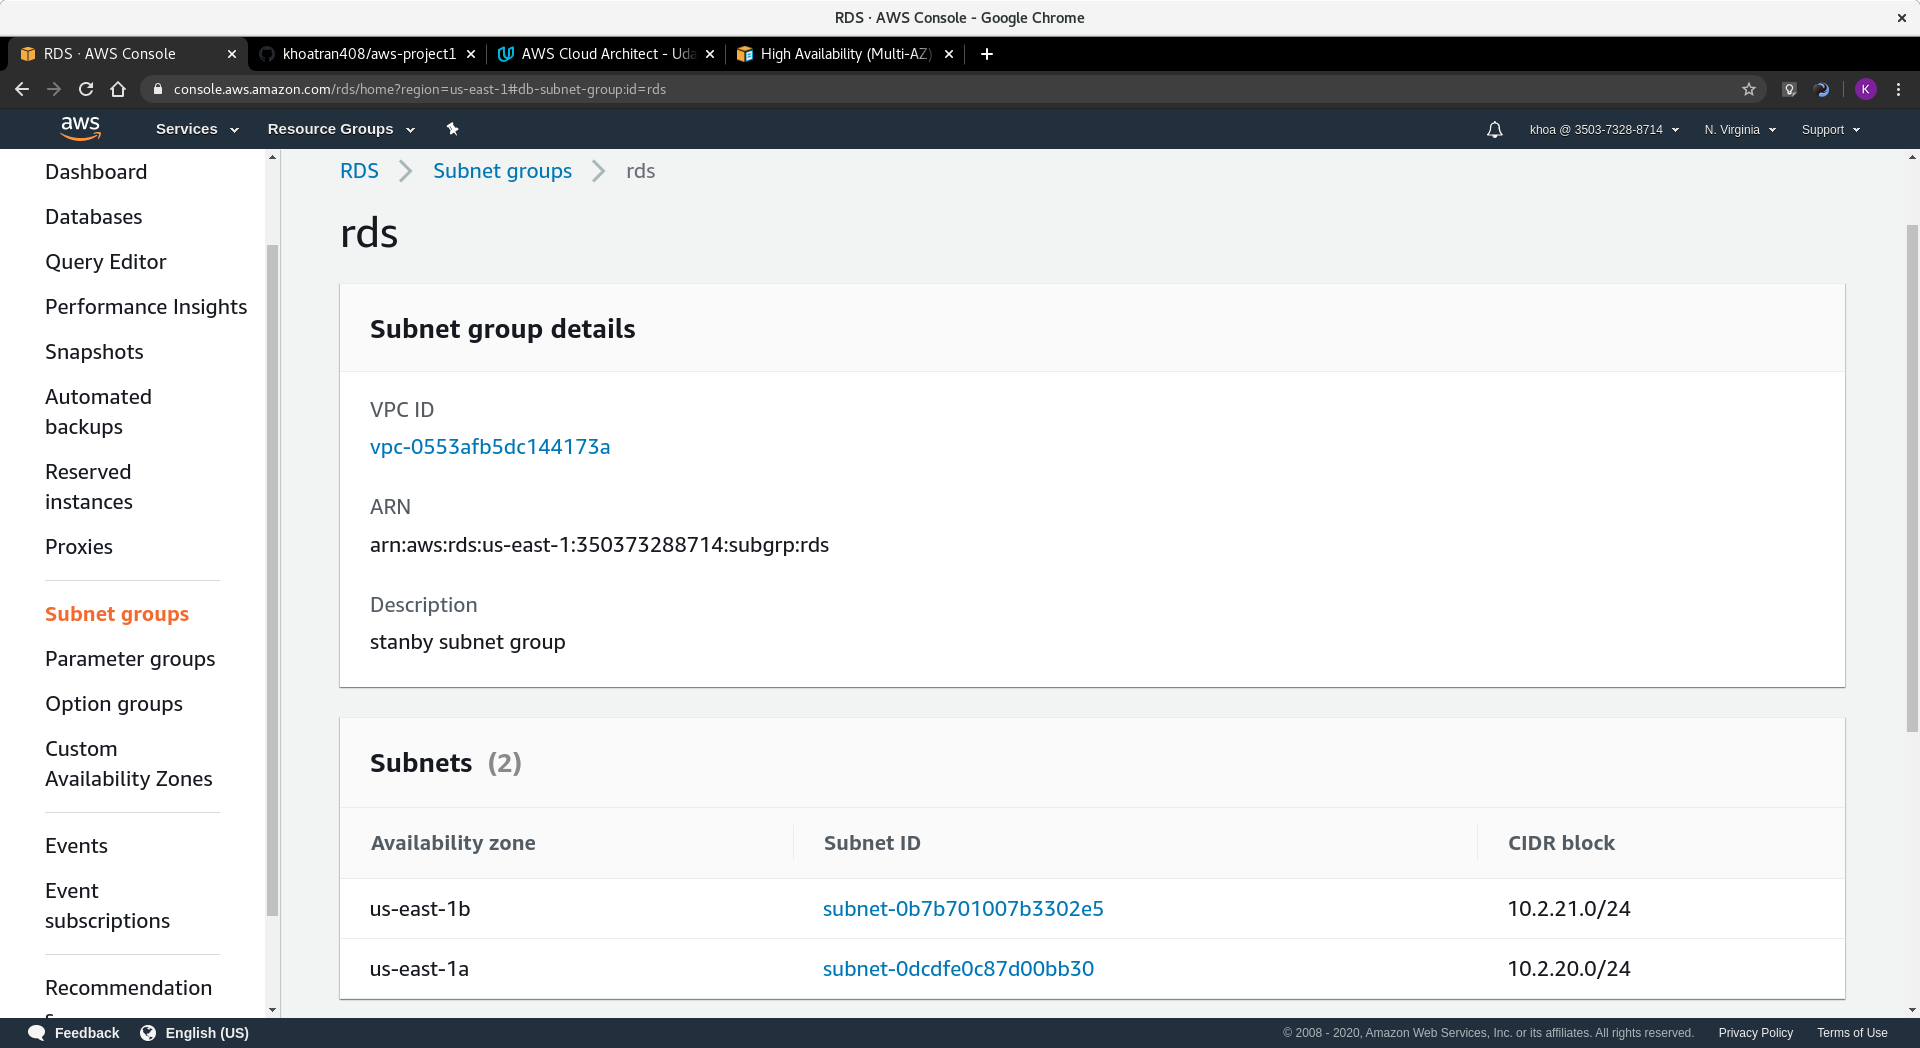 RDS · AWS Console - Google Chrome
RDS · AWS Console
khoatran408/aws-project1
AWS Cloud Architect - Uda
High Availability (Multi-AZ)
console.aws.amazon.com/rds/home?region=us-east-1#db-subnet-group:id=rds
K
aws
Services
Resource Groups
khoa @ 3503-7328-8714
N. Virginia
Support
Dashboard
Databases
Query Editor
Performance Insights
Snapshots
Automated
backups
Reserved
instances
Proxies
Subnet groups
Parameter groups
Option groups
Custom
Availability Zones
Events
Event
subscriptions
Recommendation
s
RDS
Subnet groups
rds
rds
Subnet group details
VPC ID
vpc-0553afb5dc144173a
ARN
arn:aws:rds:us-east-1:350373288714:subgrp:rds
Description
stanby subnet group
Subnets (2)
Availability zone Subnet ID CIDR block
us-east-1b subnet-0b7b701007b3302e5 10.2.21.0/24
us-east-1a subnet-0dcdfe0c87d00bb30 10.2.20.0/24
Feedback
English (US)
© 2008 - 2020, Amazon Web Services, Inc. or its affiliates. All rights reserved.
Privacy Policy
Terms of Use